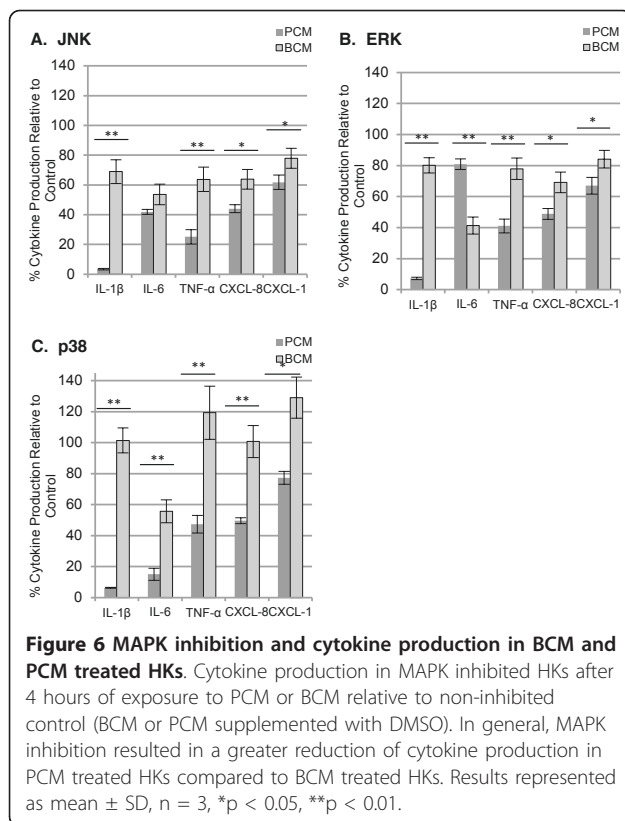 A. JNK
PCM
BCM
% Cytokine Production Relative to
Control
140
120
100
80
60
40
20
0
**
**
*
*
IL-1β IL-6 TNF-α CXCL-8 CXCL-1
B. ERK
PCM
BCM
% Cytokine Production Relative to
Control
140
120
100
80
60
40
20
0
**
**
**
*
*
IL-1β IL-6 TNF-α CXCL-8 CXCL-1
C. p38
PCM
BCM
% Cytokine Production Relative to
Control
140
120
100
80
60
40
20
0
**
**
**
**
*
IL-1β IL-6 TNF-α CXCL-8 CXCL-1
Figure 6 MAPK inhibition and cytokine production in BCM and
PCM treated HKs. Cytokine production in MAPK inhibited HKs after
4 hours of exposure to PCM or BCM relative to non-inhibited
control (BCM or PCM supplemented with DMSO). In general, MAPK
inhibition resulted in a greater reduction of cytokine production in
PCM treated HKs compared to BCM treated HKs. Results represented
as mean ± SD, n = 3, *p < 0.05, **p < 0.01.